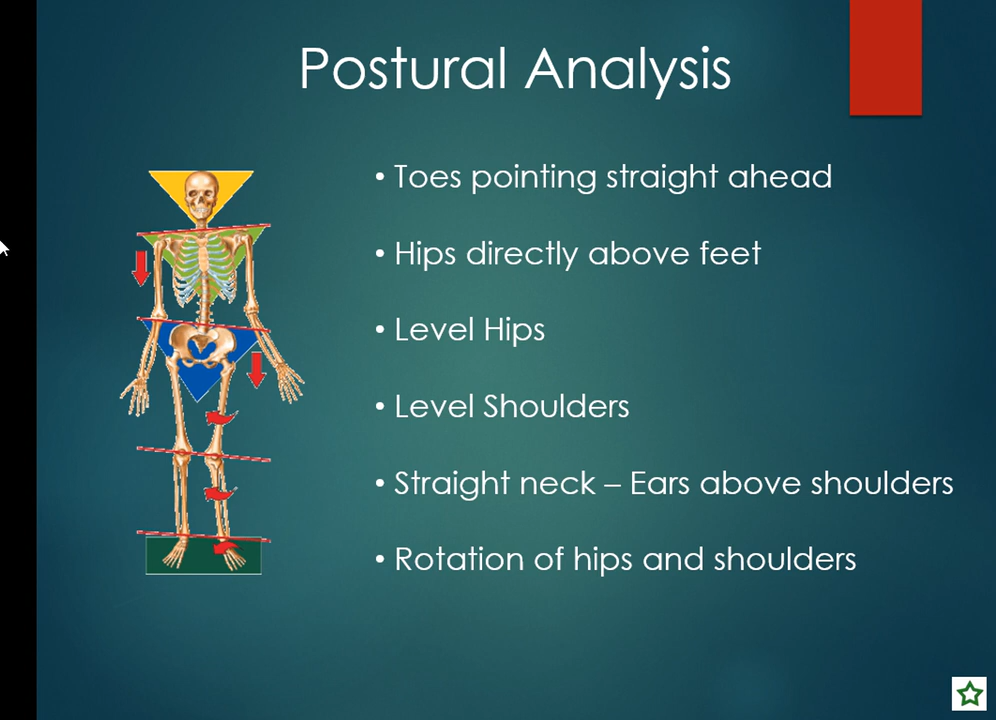 Postural Analysis
• Toes pointing straight ahead
• Hips directly above feet
• Level Hips
• Level Shoulders
• Straight neck – Ears above shoulders
• Rotation of hips and shoulders